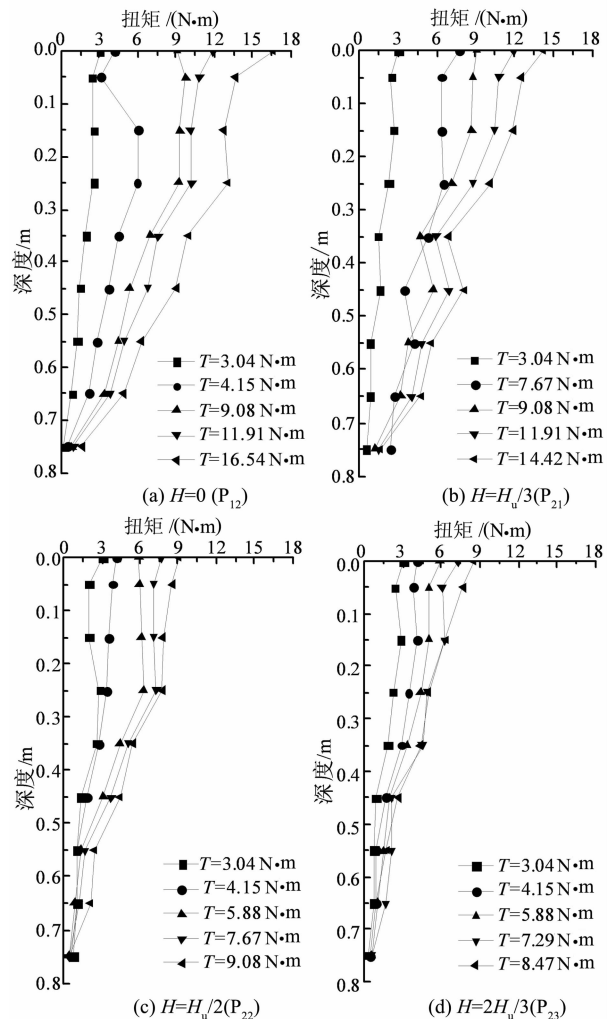 扭矩 /(N•m)
0 3 6 9 12 15 18
0.0
0.1
0.2
0.3
0.4
0.5
0.6
0.7
0.8
深度/m
T=3.04 N•m
T=4.15 N•m
T=9.08 N•m
T=11.91 N•m
T=16.54 N•m
(a) H=0 (P₁₂)
扭矩 /(N•m)
0 3 6 9 12 15 18
0.0
0.1
0.2
0.3
0.4
0.5
0.6
0.7
0.8
深度/m
T=3.04 N•m
T=7.67 N•m
T=9.08 N•m
T=11.91 N•m
T=14.42 N•m
(b) H=Hᵤ/3(P₂₁)
扭矩 /(N•m)
0 3 6 9 12 15 18
0.0
0.1
0.2
0.3
0.4
0.5
0.6
0.7
0.8
深度/m
T=3.04 N•m
T=4.15 N•m
T=5.88 N•m
T=7.67 N•m
T=9.08 N•m
(c) H=Hᵤ/2(P₂₂)
扭矩 /(N•m)
0 3 6 9 12 15 18
0.0
0.1
0.2
0.3
0.4
0.5
0.6
0.7
0.8
深度/m
T=3.04 N•m
T=4.15 N•m
T=5.88 N•m
T=7.29 N•m
T=8.47 N•m
(d) H=2Hᵤ/3(P₂₃)